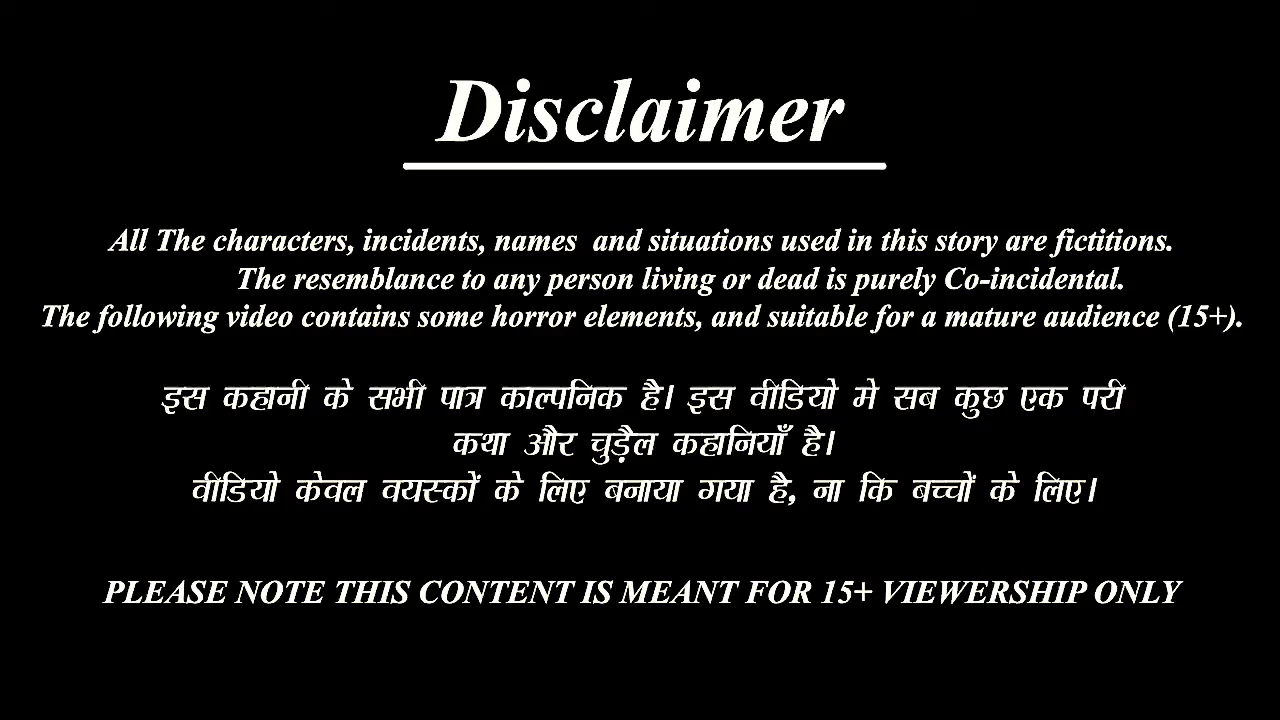 Disclaimer
All The characters, incidents, names and situations used in this story are fictitions.
The resemblance to any person living or dead is purely Co-incidental.
The following video contains some horror elements, and suitable for a mature audience (15+).
इस कहानी के सभी पात्र काल्पनिक है। इस वीडियो मे सब कुछ एक परी
कथा और चुड़ैल कहानियाँ है।
वीडियो केवल वयस्कों के लिए बनाया गया है, ना कि बच्चों के लिए।
PLEASE NOTE THIS CONTENT IS MEANT FOR 15+ VIEWERSHIP ONLY